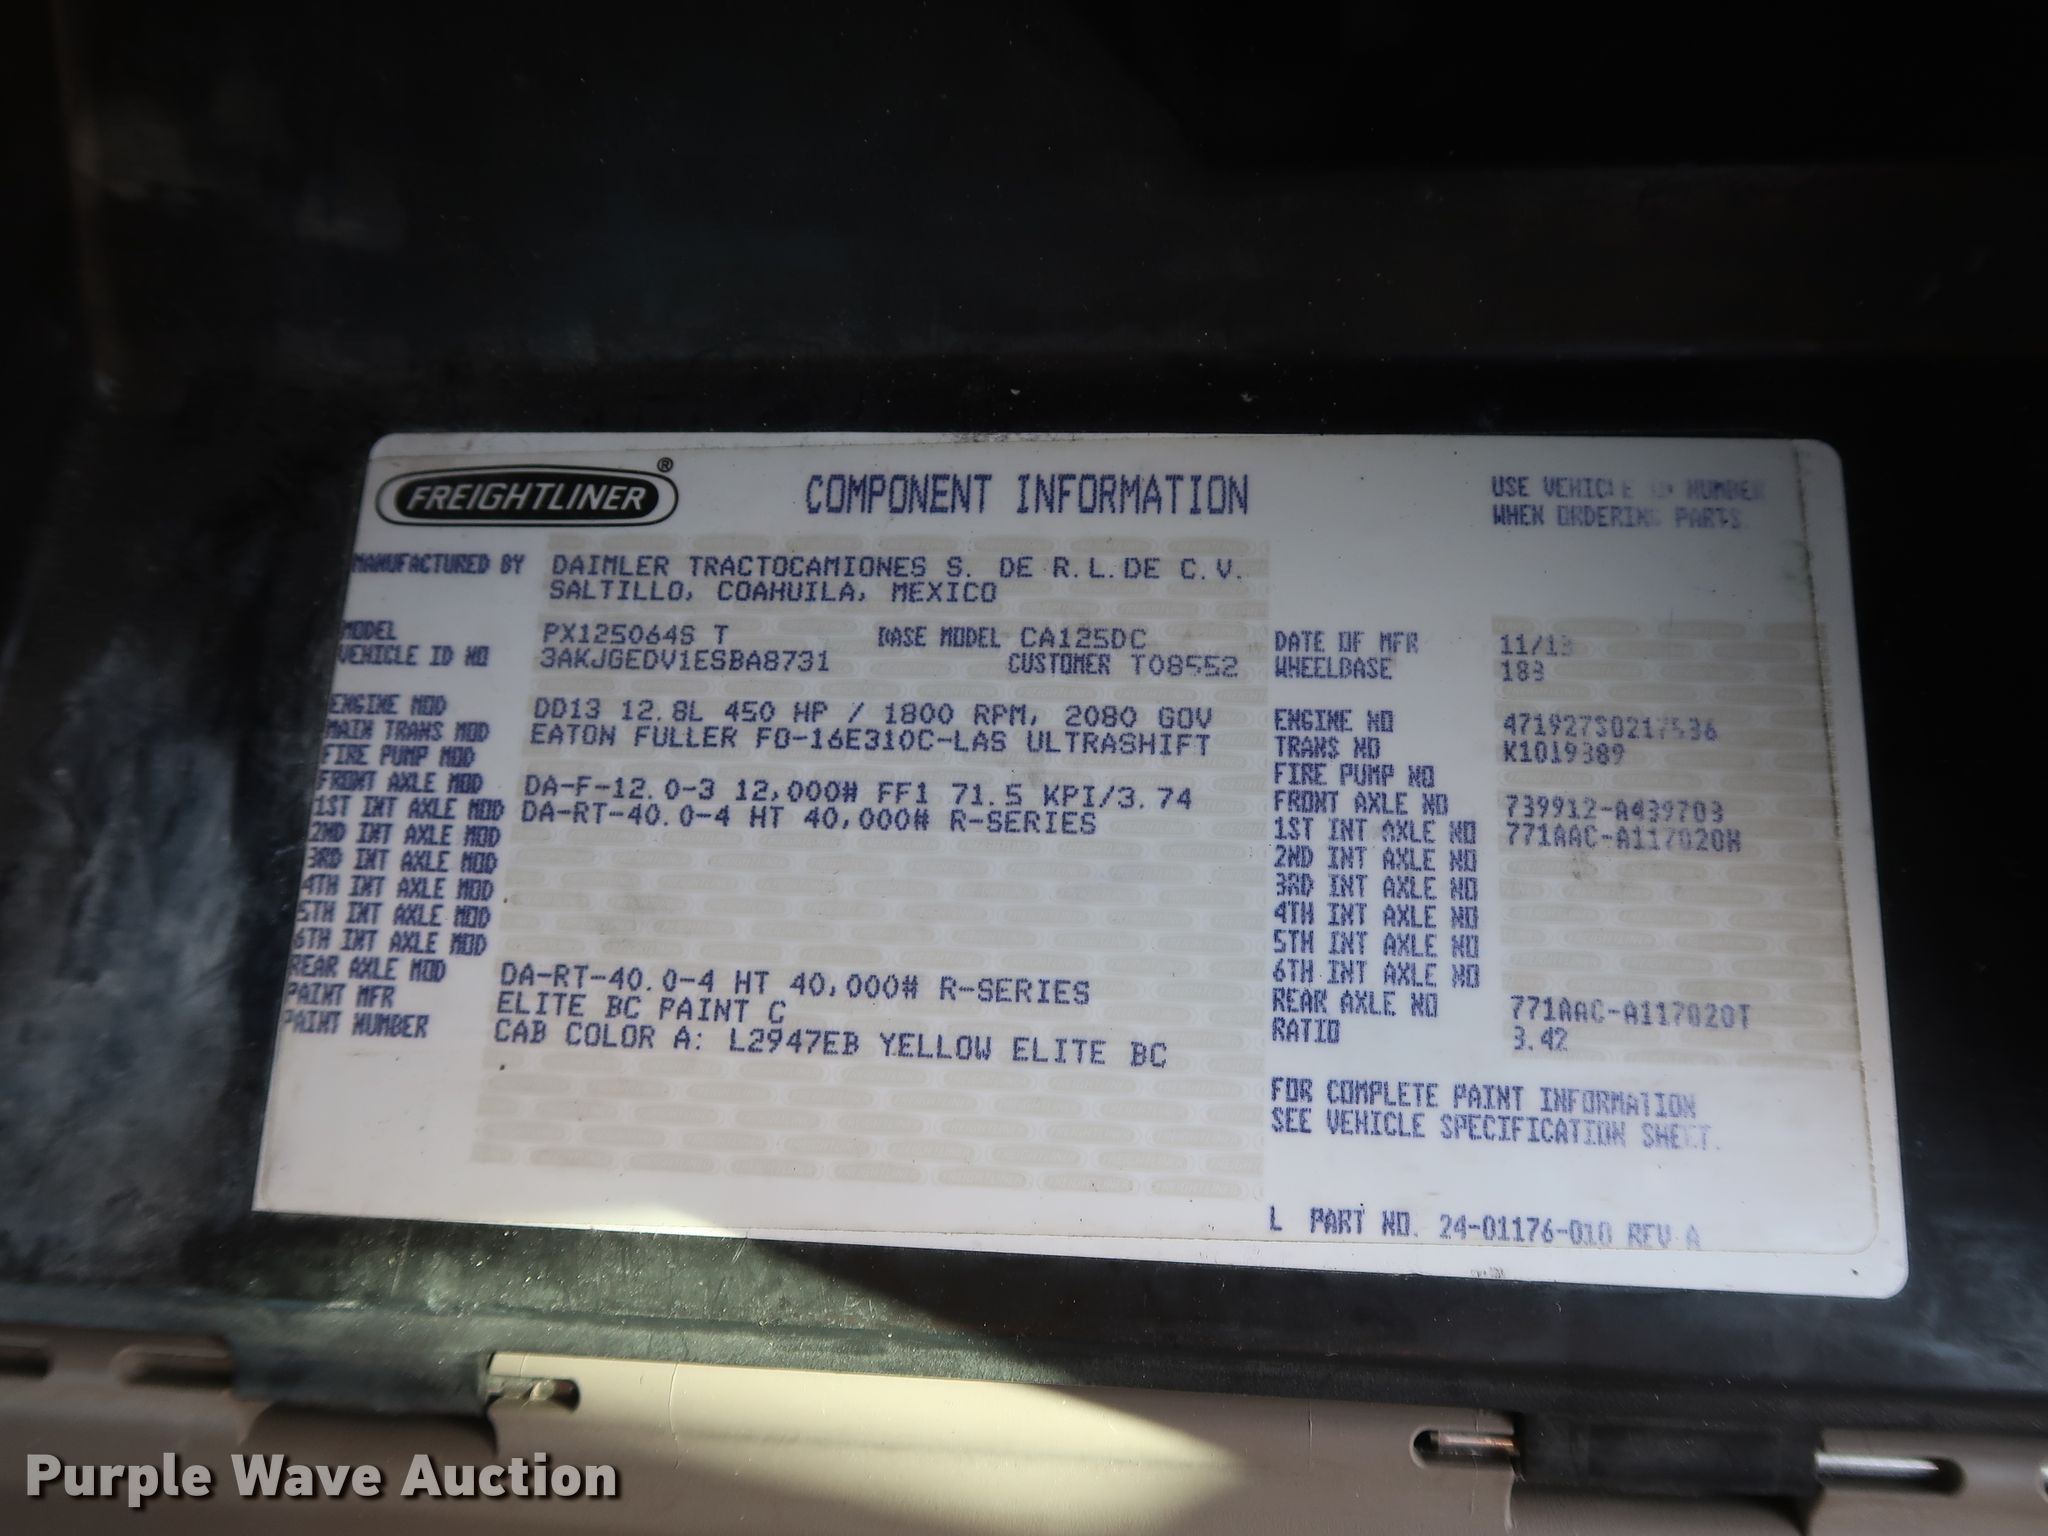 FREIGHTLINER ®
COMPONENT INFORMATION
USE VEHICLE ID NUMBER
WHEN ORDERING PARTS.
MANUFACTURED BY DAIMLER TRACTOCAMIONES S. DE R.L.DE C.V.
SALTILLO, COAHUILA, MEXICO
MODEL PX125064S T BASE MODEL CA125DC
VEHICLE ID NO 3AKJGEDV1ESBA8731 CUSTOMER T08552
ENGINE MOD DD13 12.8L 450 HP / 1800 RPM, 2080 GOV
MAIN TRANS MOD EATON FULLER FO-16E310C-LAS ULTRASHIFT
FIRE PUMP MOD
FRONT AXLE MOD DA-F-12.0-3 12,000# FF1 71.5 KPI/3.74
1ST INT AXLE MOD DA-RT-40.0-4 HT 40,000# R-SERIES
2ND INT AXLE MOD
3RD INT AXLE MOD
4TH INT AXLE MOD
5TH INT AXLE MOD
6TH INT AXLE MOD
REAR AXLE MOD DA-RT-40.0-4 HT 40,000# R-SERIES
PAINT MFR ELITE BC PAINT C
PAINT NUMBER CAB COLOR A: L2947EB YELLOW ELITE BC
DATE OF MFR 11/13
WHEELBASE
ENGINE NO 471927S0217536
TRANS NO K1019389
FIRE PUMP NO
FRONT AXLE NO 739912-A439703
1ST INT AXLE NO 771AAC-A117020H
2ND INT AXLE NO
3RD INT AXLE NO
4TH INT AXLE NO
5TH INT AXLE NO
6TH INT AXLE NO
REAR AXLE NO 771AAC-A117020T
RATIO 3.42
FOR COMPLETE PAINT INFORMATION
SEE VEHICLE SPECIFICATION SHEET.
L PART NO. 24-01176-010 REV A
Purple Wave Auction